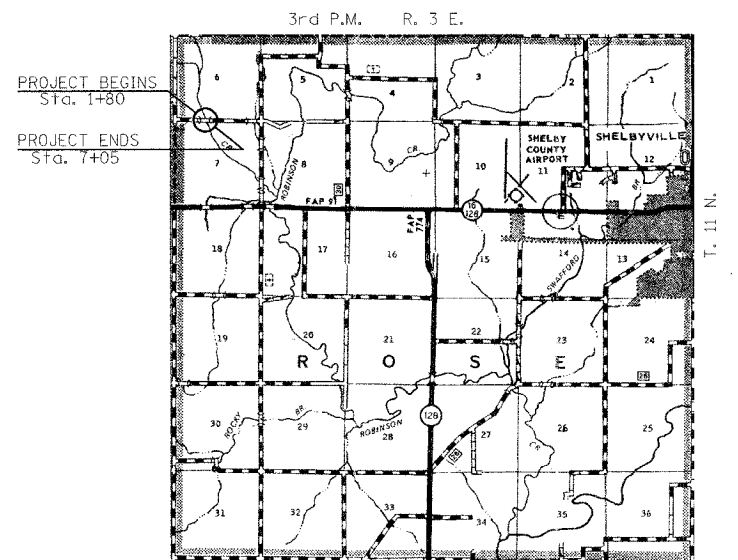 3rd P.M. R. 3 E.
PROJECT BEGINS
Sta. 1+80
PROJECT ENDS
Sta. 7+05
T. 11 N.
6
5
4
3
2
1
7
8
9
10
11
12
CR
ROBINSON
CR
SHELBY
COUNTY
AIRPORT
SHELBYVILLE
BR
FAP 91
FAP
774
16
128
18
17
16
15
14
13
SWAFFORD
19
20
21
22
23
24
R O S E
28
30
29
28
27
26
25
ROCKY
BR
ROBINSON
128
28
CR
31
32
33
34
35
36